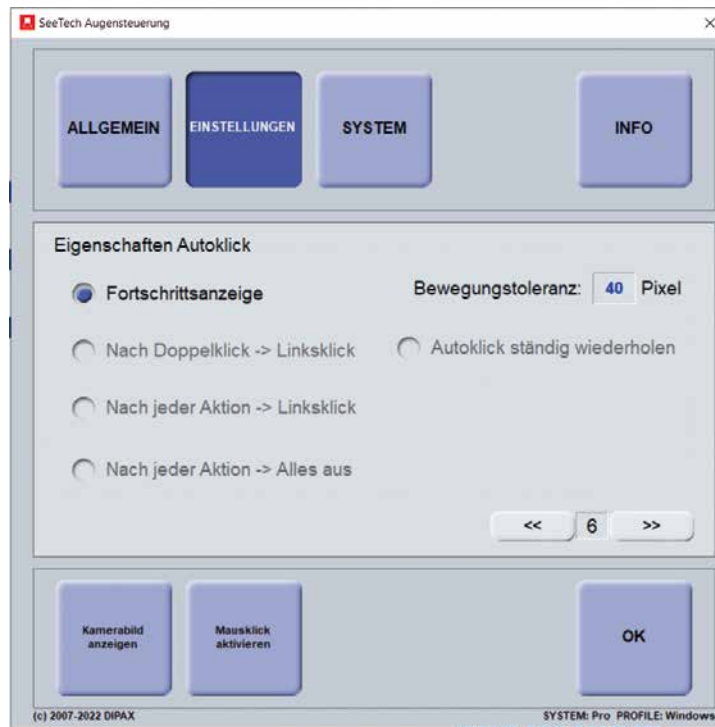 SeeTech Augensteuerung
ALLGEMEIN
EINSTELLUNGEN
SYSTEM
INFO
Eigenschaften Autoklick
Fortschrittsanzeige
Bewegungstoleranz: 40 Pixel
Nach Doppelklick -> Linksklick
Autoklick ständig wiederholen
Nach jeder Aktion -> Linksklick
Nach jeder Aktion -> Alles aus
<< 6 >>
Kamerabild
anzeigen
Mausklick
aktivieren
OK
(c) 2007-2022 DIPAX
SYSTEM: Pro PROFILE: Windows